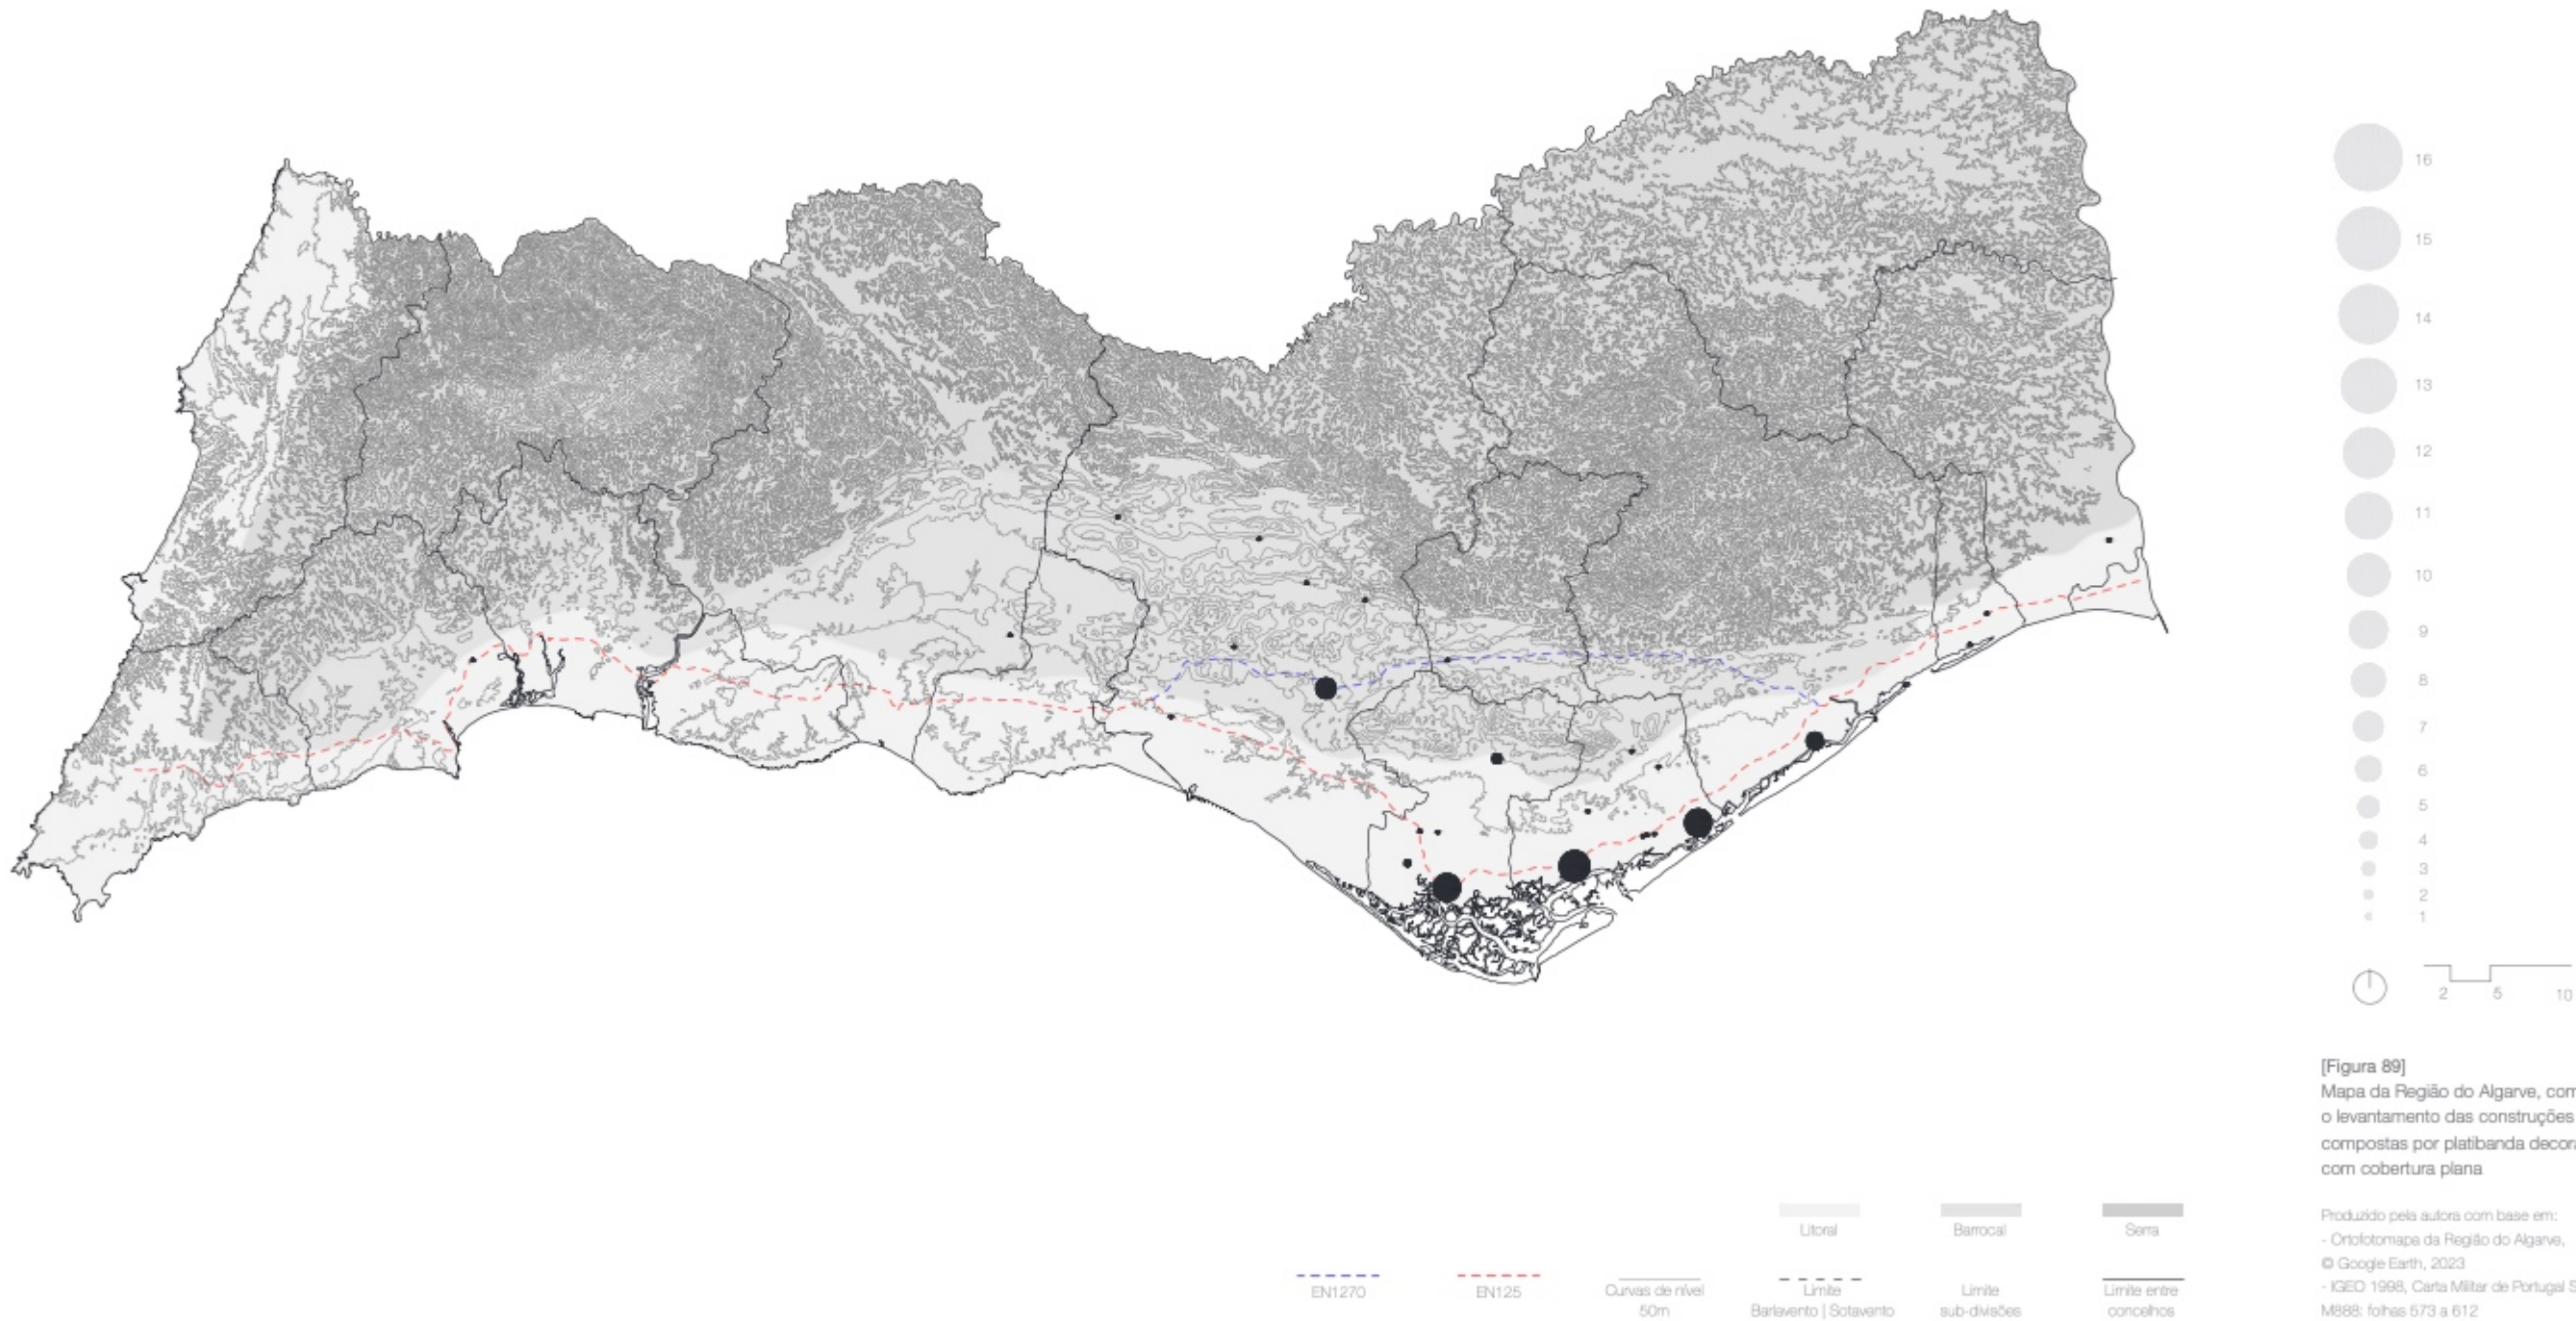 16
15
14
13
12
11
10
9
8
7
6
5
4
3
2
1
2 5 10
[Figura 89]
Mapa da Região do Algarve, com
o levantamento das construções
compostas por platibanda decora
com cobertura plana
Produzido pela autora com base em:
- Ortofotomapa da Região do Algarve,
© Google Earth, 2023
- IGEO 1998, Carta Militar de Portugal S
M888: folhas 573 a 612
Litoral Barrocal Serra
EN1270 EN125 Curvas de nível Limite Limite Limite entre
50m Barlavento | Sotavento sub-divisões concelhos